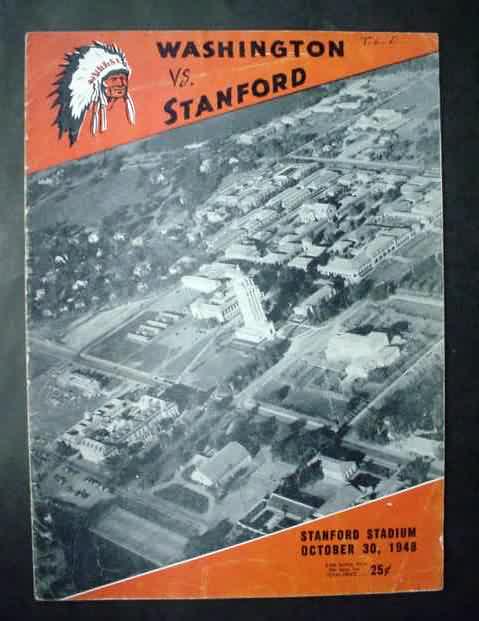 WASHINGTON
VS.
STANFORD
STANFORD STADIUM
OCTOBER 30, 1948
25¢